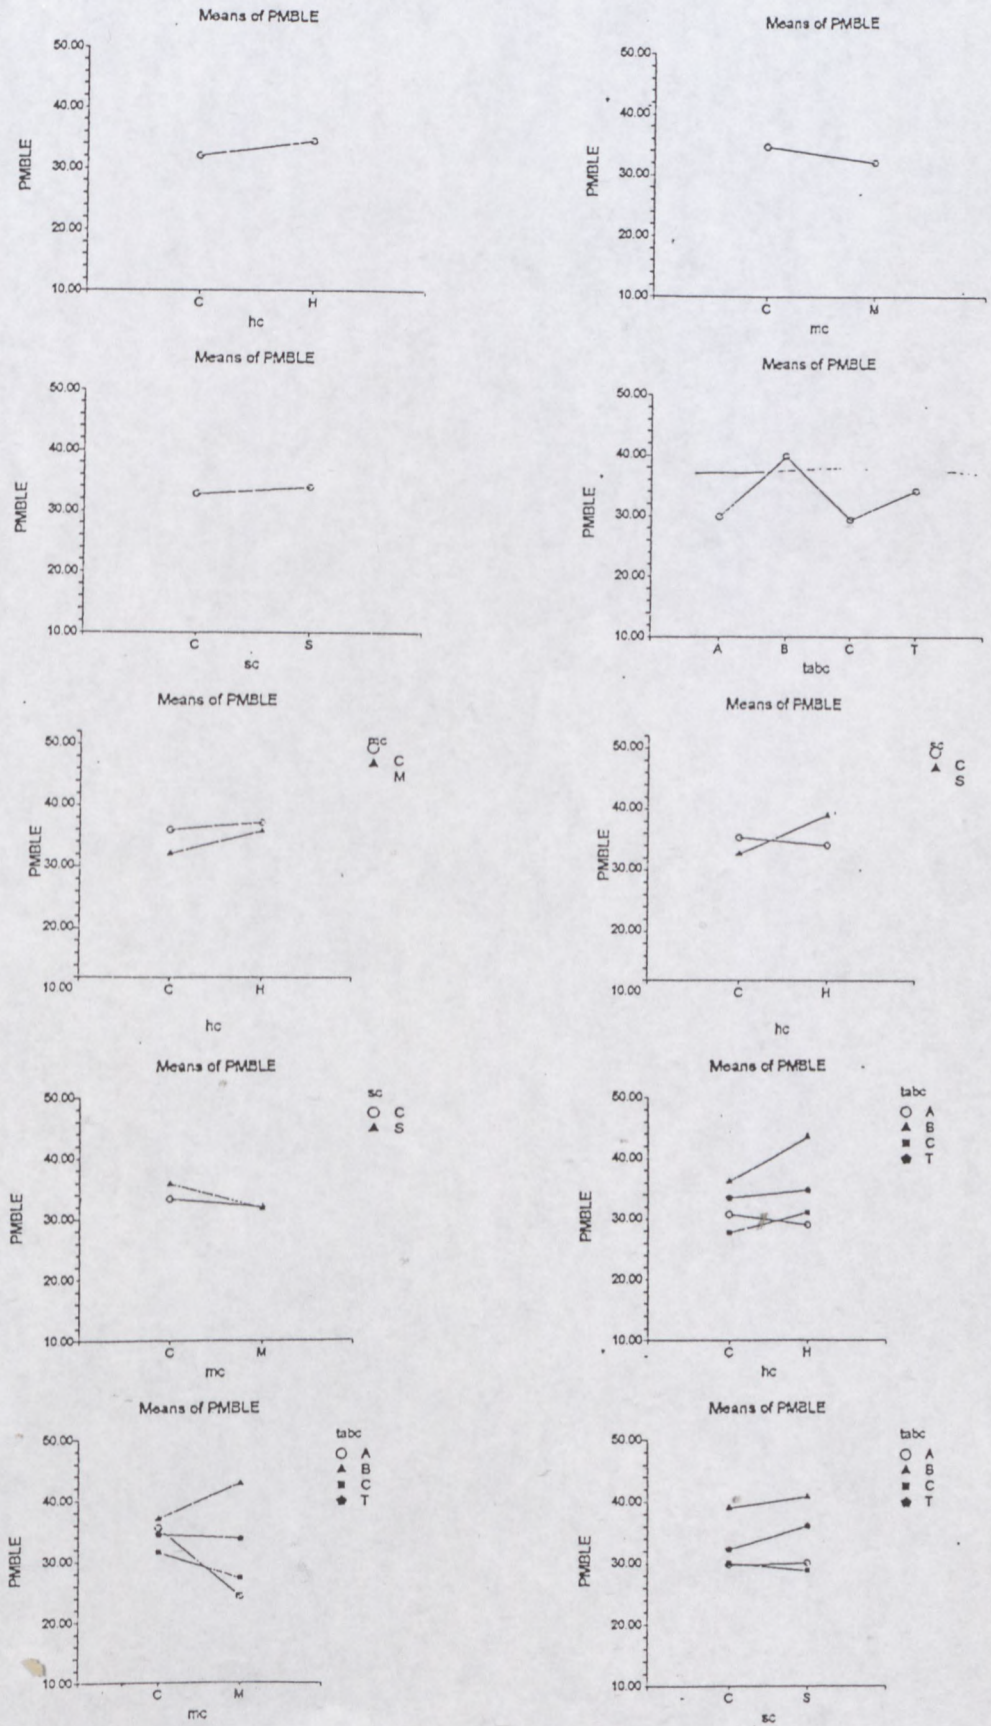 Means of PMBLE
50.00
40.00
30.00
20.00
10.00
PMBLE
C H
hc
Means of PMBLE
50.00
40.00
30.00
20.00
10.00
PMBLE
C M
mc
Means of PMBLE
50.00
40.00
30.00
20.00
10.00
PMBLE
C S
sc
Means of PMBLE
50.00
40.00
30.00
20.00
10.00
PMBLE
A B C T
tabc
Means of PMBLE
50.00
40.00
30.00
20.00
10.00
PMBLE
C H
hc
mc
C
M
Means of PMBLE
50.00
40.00
30.00
20.00
10.00
PMBLE
C H
hc
sc
C
S
Means of PMBLE
50.00
40.00
30.00
20.00
10.00
PMBLE
C M
mc
sc
C
S
Means of PMBLE
50.00
40.00
30.00
20.00
10.00
PMBLE
C H
hc
tabc
A
B
C
T
Means of PMBLE
50.00
40.00
30.00
20.00
10.00
PMBLE
C M
mc
tabc
A
B
C
T
Means of PMBLE
50.00
40.00
30.00
20.00
10.00
PMBLE
C S
sc
tabc
A
B
C
T